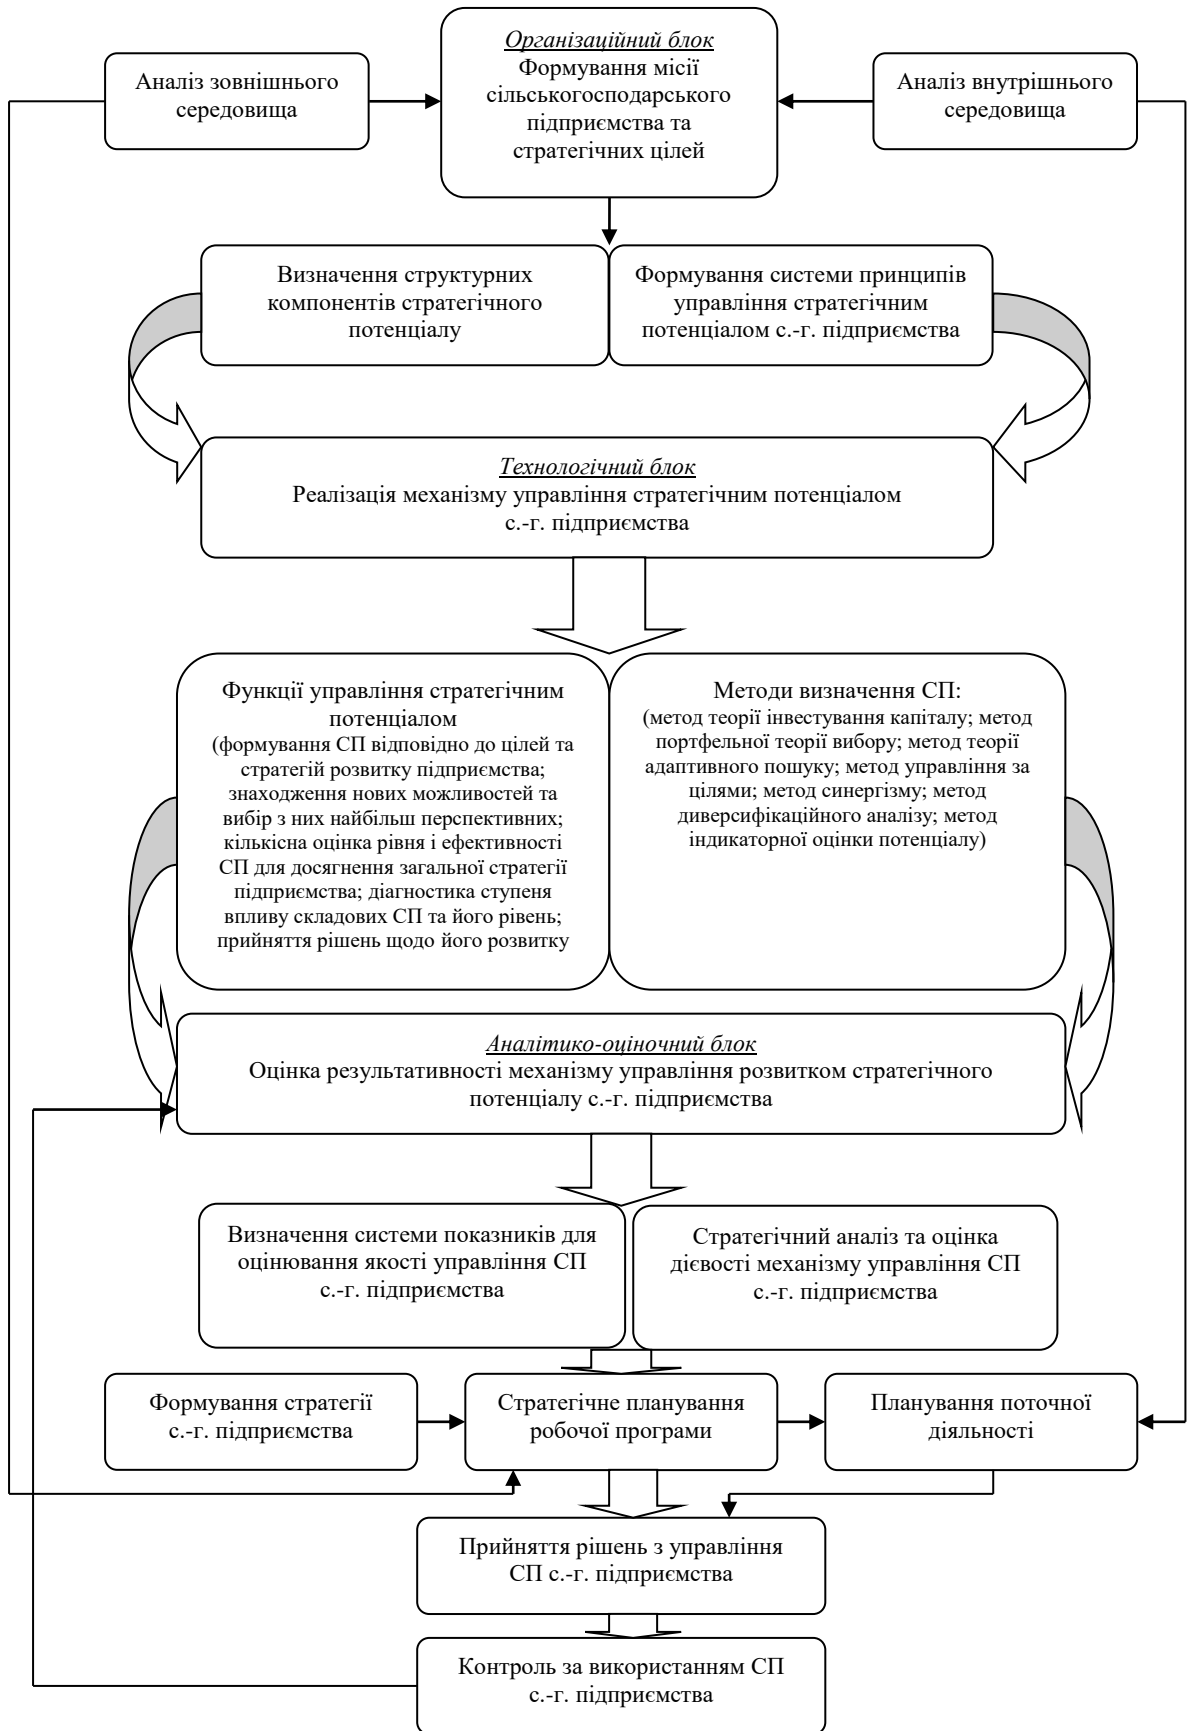 Організаційний блок
Формування місії
сільськогосподарського
підприємства та
стратегічних цілей
Аналіз зовнішнього
середовища
Аналіз внутрішнього
середовища
Визначення структурних
компонентів стратегічного
потенціалу
Формування системи принципів
управління стратегічним
потенціалом с.-г. підприємства
Технологічний блок
Реалізація механізму управління стратегічним потенціалом
с.-г. підприємства
Функції управління стратегічним
потенціалом
(формування СП відповідно до цілей та
стратегій розвитку підприємства;
знаходження нових можливостей та
вибір з них найбільш перспективних;
кількісна оцінка рівня і ефективності
СП для досягнення загальної стратегії
підприємства; діагностика ступеня
впливу складових СП та його рівень;
прийняття рішень щодо його розвитку
Методи визначення СП:
(метод теорії інвестування капіталу; метод
портфельної теорії вибору; метод теорії
адаптивного пошуку; метод управління за
цілями; метод синергізму; метод
диверсифікаційного аналізу; метод
індикаторної оцінки потенціалу)
Аналітико-оціночний блок
Оцінка результативності механізму управління розвитком стратегічного
потенціалу с.-г. підприємства
Визначення системи показників для
оцінювання якості управління СП
с.-г. підприємства
Стратегічний аналіз та оцінка
дієвості механізму управління СП
с.-г. підприємства
Формування стратегії
с.-г. підприємства
Стратегічне планування
робочої програми
Планування поточної
діяльності
Прийняття рішень з управління
СП с.-г. підприємства
Контроль за використанням СП
с.-г. підприємства